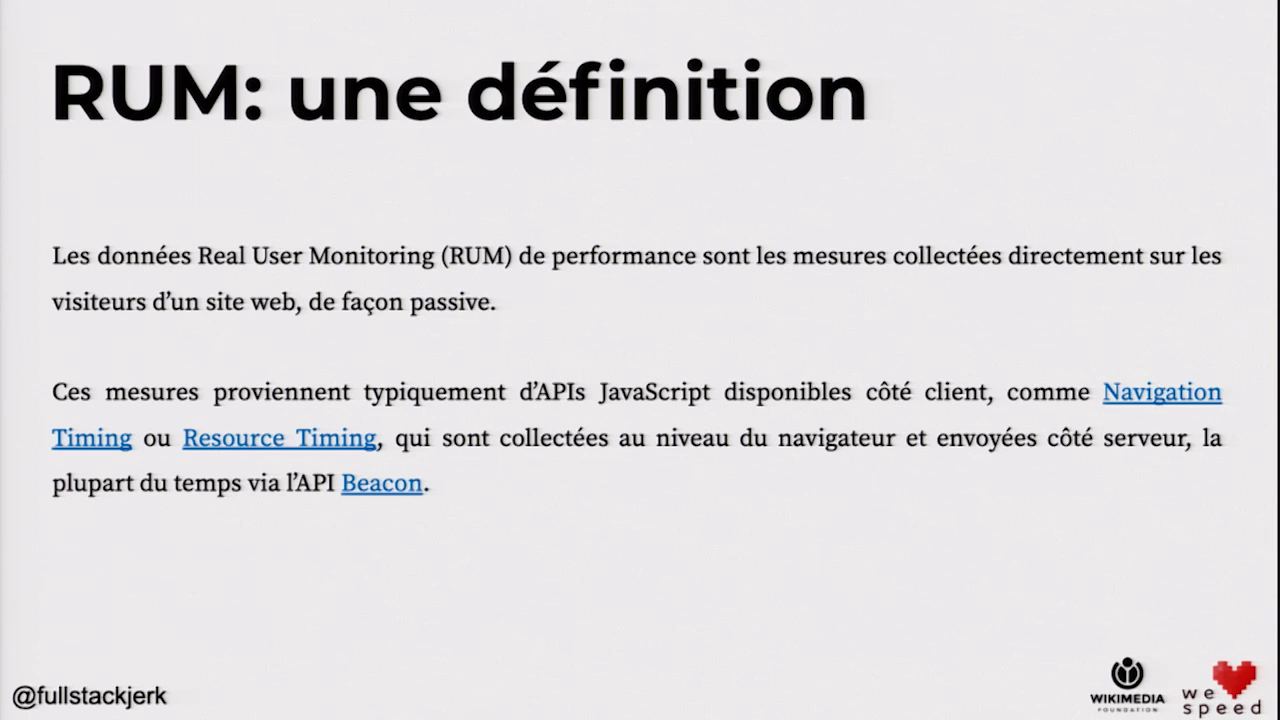 RUM: une définition
Les données Real User Monitoring (RUM) de performance sont les mesures collectées directement sur les
visiteurs d’un site web, de façon passive.
Ces mesures proviennent typiquement d’APIs JavaScript disponibles côté client, comme Navigation
Timing ou Resource Timing, qui sont collectées au niveau du navigateur et envoyées côté serveur, la
plupart du temps via l’API Beacon.
@fullstackjerk
WIKIMEDIA
FOUNDATION
we
speed